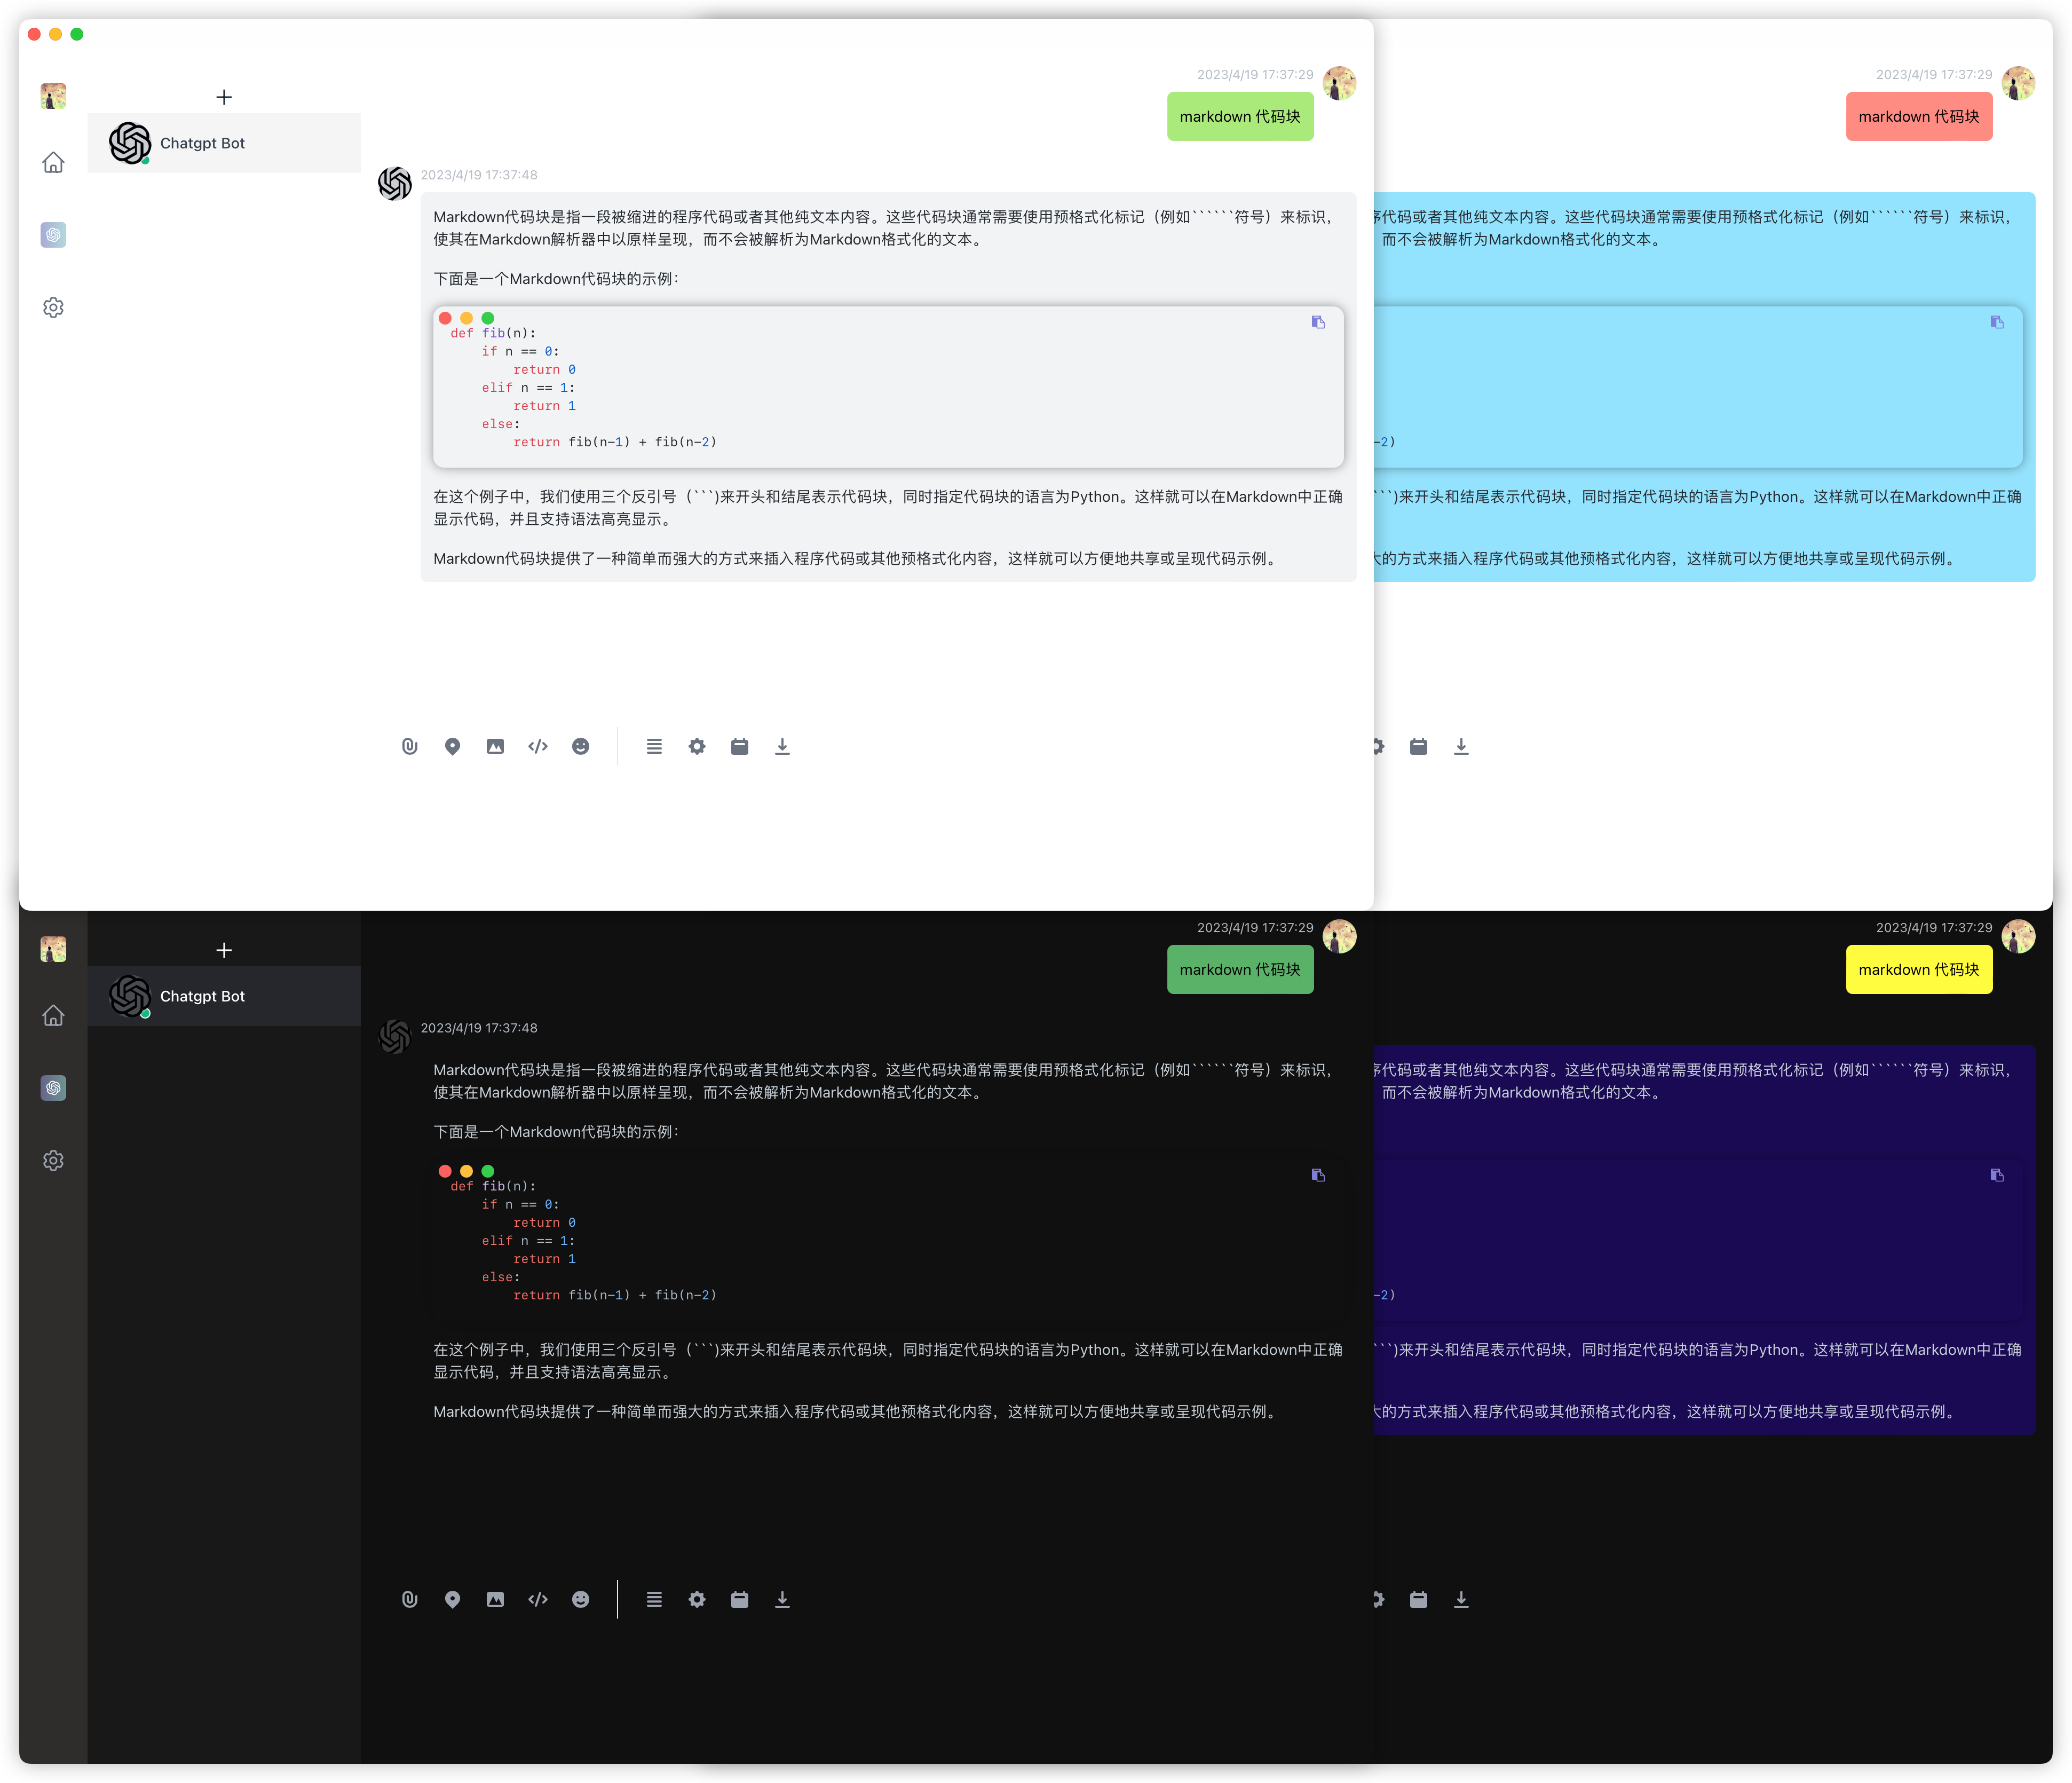 2023/4/19 17:37:29
markdown 代码块
Chatgpt Bot
2023/4/19 17:37:48
Markdown代码块是指一段被缩进的程序代码或者其他纯文本内容。这些代码块通常需要使用预格式化标记（例如``````符号）来标识，
使其在Markdown解析器中以原样呈现，而不会被解析为Markdown格式化的文本。
下面是一个Markdown代码块的示例：
def fib(n):
    if n == 0:
        return 0
    elif n == 1:
        return 1
    else:
        return fib(n-1) + fib(n-2)
在这个例子中，我们使用三个反引号（```)来开头和结尾表示代码块，同时指定代码块的语言为Python。这样就可以在Markdown中正确
显示代码，并且支持语法高亮显示。
Markdown代码块提供了一种简单而强大的方式来插入程序代码或其他预格式化内容，这样就可以方便地共享或呈现代码示例。
2023/4/19 17:37:29
markdown 代码块
序代码或者其他纯文本内容。这些代码块通常需要使用预格式化标记（例如``````符号）来标识，
而不会被解析为Markdown格式化的文本。
-2)
```)来开头和结尾表示代码块，同时指定代码块的语言为Python。这样就可以在Markdown中正确
大的方式来插入程序代码或其他预格式化内容，这样就可以方便地共享或呈现代码示例。
2023/4/19 17:37:29
markdown 代码块
Chatgpt Bot
2023/4/19 17:37:48
Markdown代码块是指一段被缩进的程序代码或者其他纯文本内容。这些代码块通常需要使用预格式化标记（例如``````符号）来标识，
使其在Markdown解析器中以原样呈现，而不会被解析为Markdown格式化的文本。
下面是一个Markdown代码块的示例：
def fib(n):
    if n == 0:
        return 0
    elif n == 1:
        return 1
    else:
        return fib(n-1) + fib(n-2)
在这个例子中，我们使用三个反引号（```)来开头和结尾表示代码块，同时指定代码块的语言为Python。这样就可以在Markdown中正确
显示代码，并且支持语法高亮显示。
Markdown代码块提供了一种简单而强大的方式来插入程序代码或其他预格式化内容，这样就可以方便地共享或呈现代码示例。
2023/4/19 17:37:29
markdown 代码块
序代码或者其他纯文本内容。这些代码块通常需要使用预格式化标记（例如``````符号）来标识，
而不会被解析为Markdown格式化的文本。
-2)
```)来开头和结尾表示代码块，同时指定代码块的语言为Python。这样就可以在Markdown中正确
大的方式来插入程序代码或其他预格式化内容，这样就可以方便地共享或呈现代码示例。